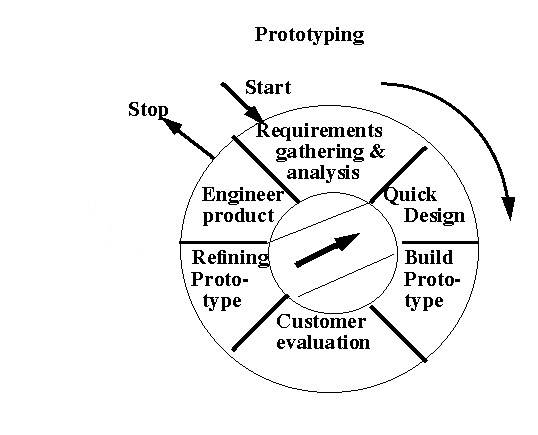 Prototyping
Start
Stop
Requirements
gathering &
analysis
Quick
Design
Build
Proto-
type
Customer
evaluation
Refining
Proto-
type
Engineer
product